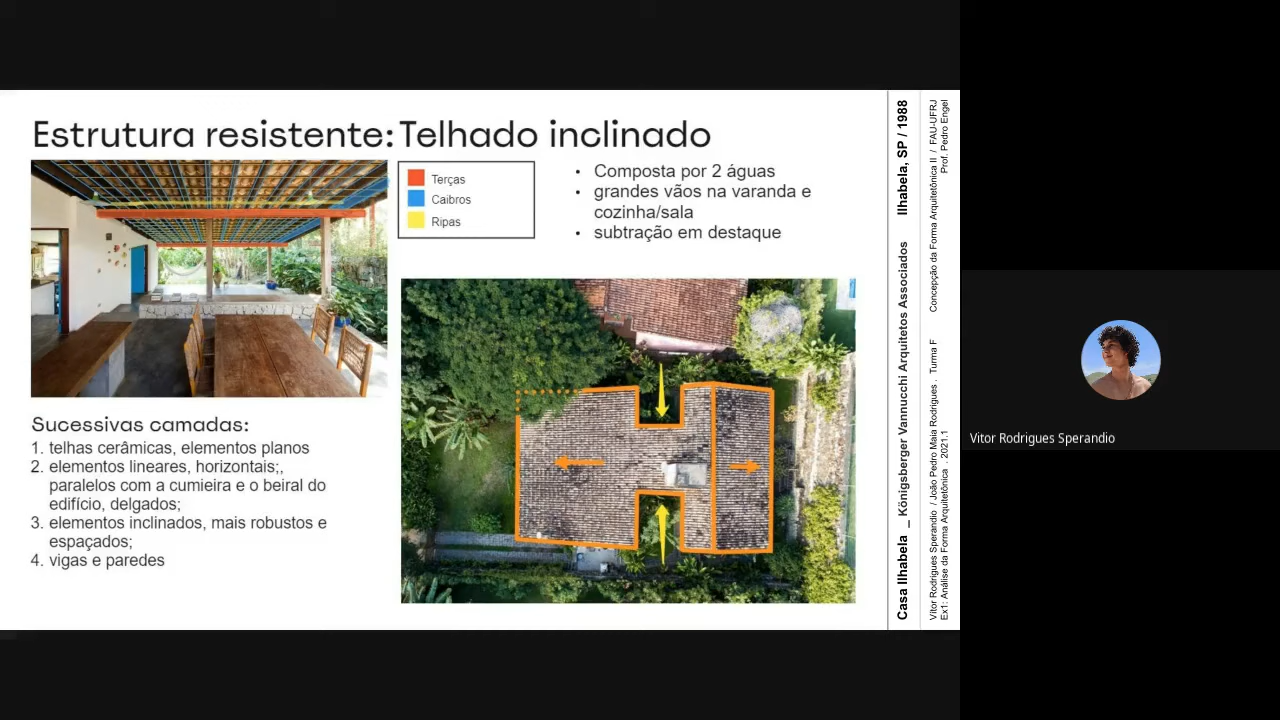 Estrutura resistente: Telhado inclinado
Terças
Caibros
Ripas
• Composta por 2 águas
• grandes vãos na varanda e
cozinha/sala
• subtração em destaque
Sucessivas camadas:
1. telhas cerâmicas, elementos planos
2. elementos lineares, horizontais;,
paralelos com a cumieira e o beiral do
edifício, delgados;
3. elementos inclinados, mais robustos e
espaçados;
4. vigas e paredes
Casa Ilhabela _ Königsberger Vannucchi Arquitetos Associados Ilhabela, SP / 1988
Vitor Rodrigues Sperandio / João Pedro Maia Rodrigues . Turma F Concepção da Forma Arquitetônica II / FAU-UFRJ
Ex1: Análise da Forma Arquitetônica . 2021.1 Prof. Pedro Engel
Vitor Rodrigues Sperandio